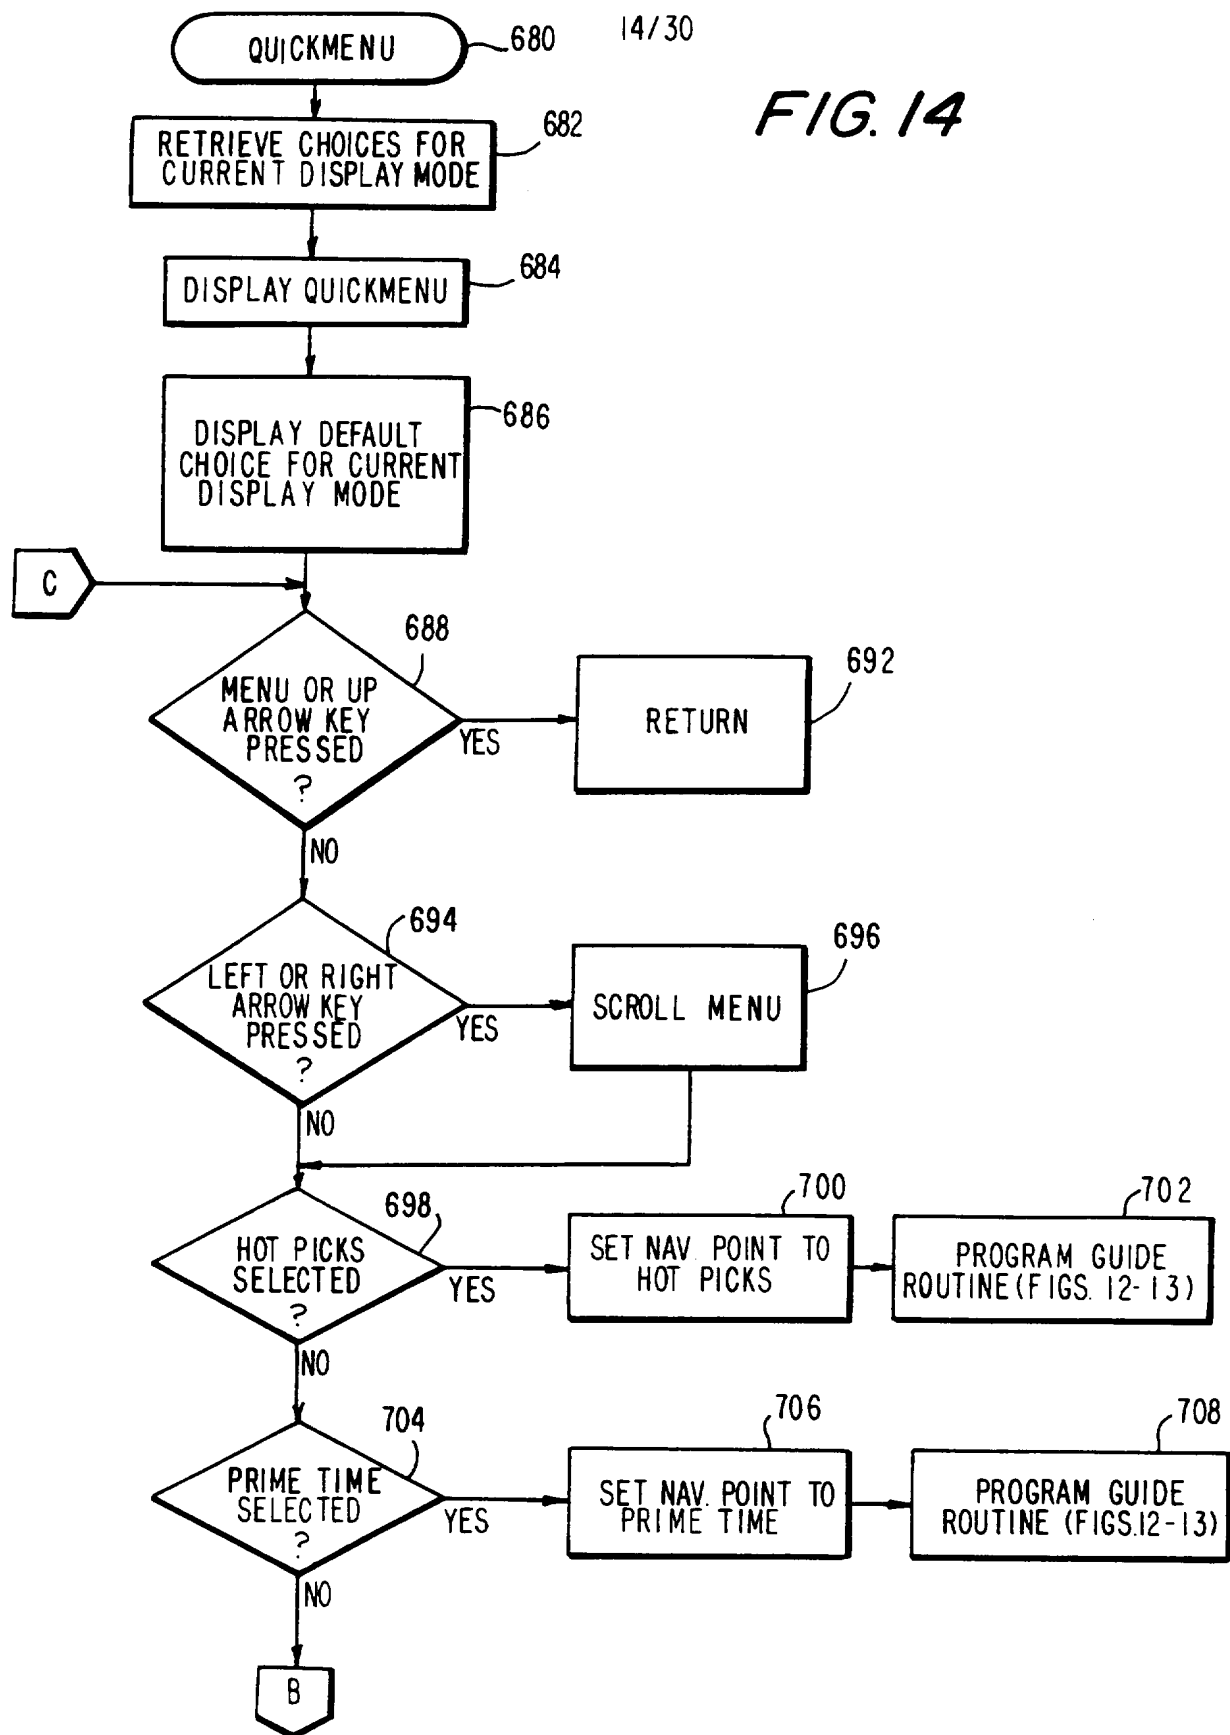 14/30
FIG. 14
QUICKMENU
680
RETRIEVE CHOICES FOR
CURRENT DISPLAY MODE
682
DISPLAY QUICKMENU
684
DISPLAY DEFAULT
CHOICE FOR CURRENT
DISPLAY MODE
686
C
MENU OR UP
ARROW KEY
PRESSED
?
688
YES
RETURN
692
NO
LEFT OR RIGHT
ARROW KEY
PRESSED
?
694
YES
SCROLL MENU
696
NO
HOT PICKS
SELECTED
?
698
YES
SET NAV. POINT TO
HOT PICKS
700
PROGRAM GUIDE
ROUTINE (FIGS. 12-13)
702
NO
PRIME TIME
SELECTED
?
704
YES
SET NAV. POINT TO
PRIME TIME
706
PROGRAM GUIDE
ROUTINE (FIGS.12-13)
708
NO
B